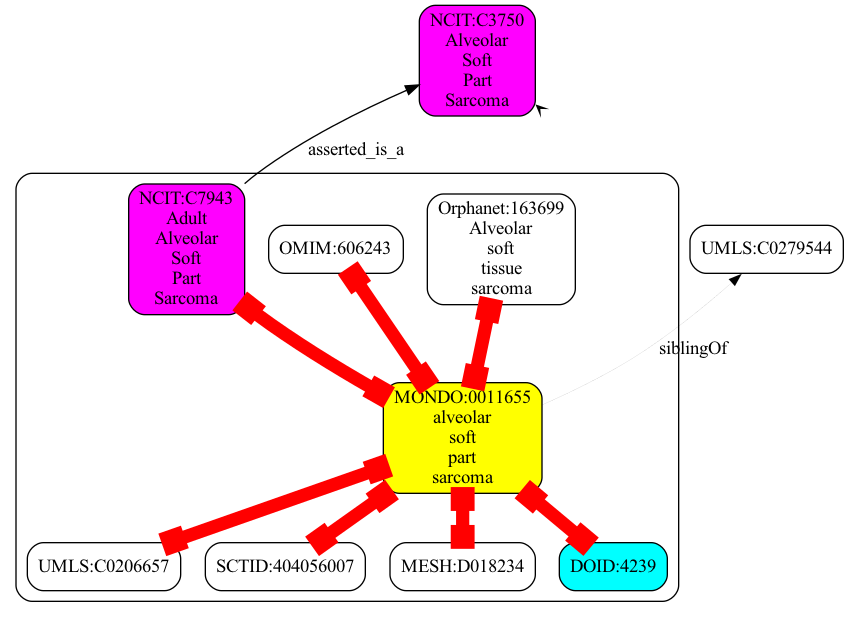 NCIT:C3750
Alveolar
Soft
Part
Sarcoma
asserted_is_a
NCIT:C7943
Adult
Alveolar
Soft
Part
Sarcoma
OMIM:606243
Orphanet:163699
Alveolar
soft
tissue
sarcoma
UMLS:C0279544
siblingOf
MONDO:0011655
alveolar
soft
part
sarcoma
UMLS:C0206657
SCTID:404056007
MESH:D018234
DOID:4239